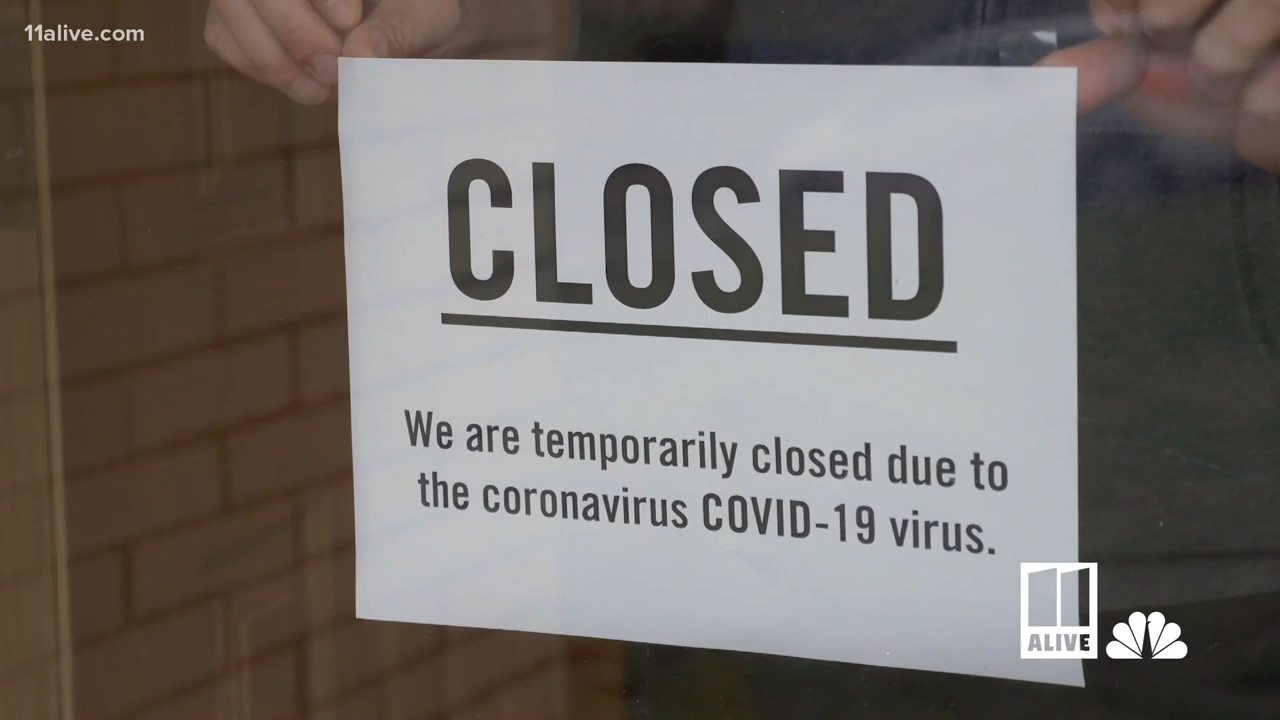 11alive.com
CLOSED
We are temporarily closed due to
the coronavirus COVID-19 virus.
11
ALIVE